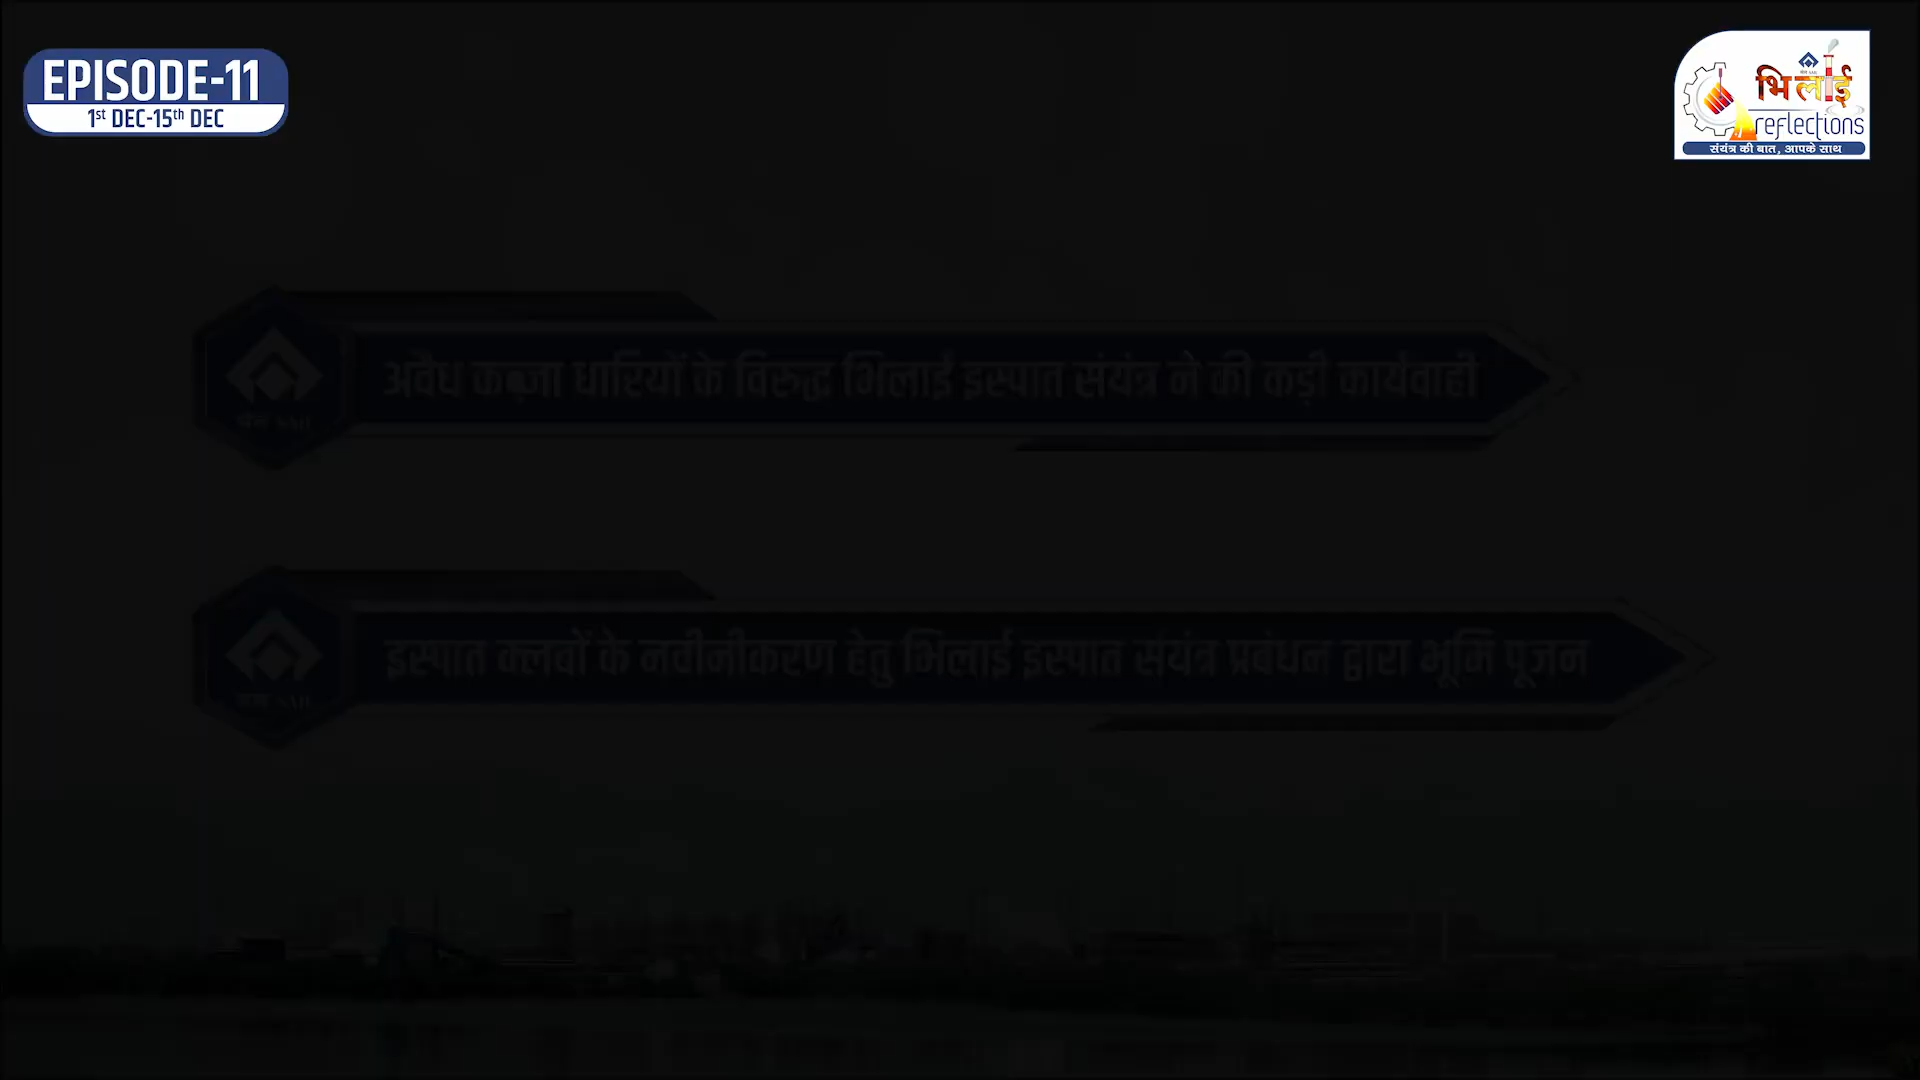 EPISODE-11
1st DEC-15th DEC
भिलाई
reflections
संयंत्र की बात, आपके साथ
अवैध कब्जा धारियों के विरुद्ध भिलाई इस्पात संयंत्र ने की कड़ी कार्यवाही
इस्पात क्लबों के नवीनीकरण हेतु भिलाई इस्पात संयंत्र प्रबंधन द्वारा भूमि पूजन